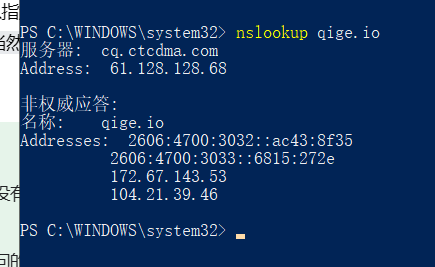 PS C:\WINDOWS\system32> nslookup qige.io
服务器:  cq.ctcdma.com
Address:  61.128.128.68
非权威应答:
名称:    qige.io
Addresses:  2606:4700:3032::ac43:8f35
2606:4700:3033::6815:272e
172.67.143.53
104.21.39.46
PS C:\WINDOWS\system32>